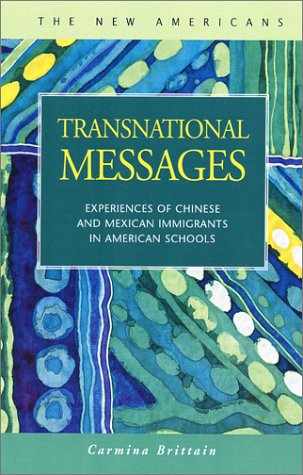 THE NEW AMERICANS
TRANSNATIONAL
MESSAGES
EXPERIENCES OF CHINESE
AND MEXICAN IMMIGRANTS
IN AMERICAN SCHOOLS
Carmina Brittain